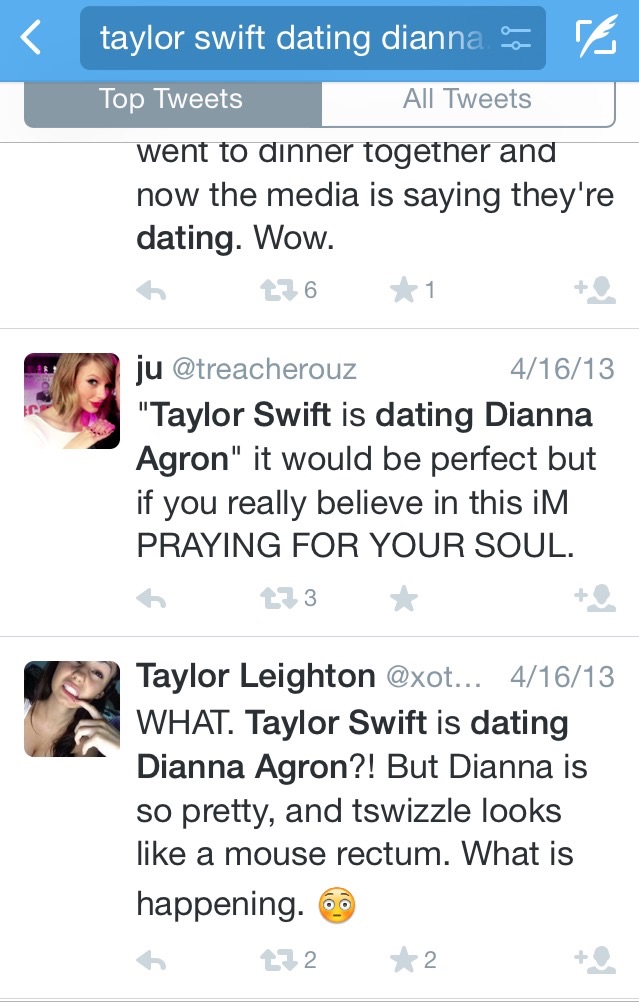 taylor swift dating dianna
Top Tweets
All Tweets
went to dinner together and
now the media is saying they're
dating. Wow.
6
1
ju @treacherouz 4/16/13
"Taylor Swift is dating Dianna
Agron" it would be perfect but
if you really believe in this iM
PRAYING FOR YOUR SOUL.
3
Taylor Leighton @xot... 4/16/13
WHAT. Taylor Swift is dating
Dianna Agron?! But Dianna is
so pretty, and tswizzle looks
like a mouse rectum. What is
happening. 😳
2
2